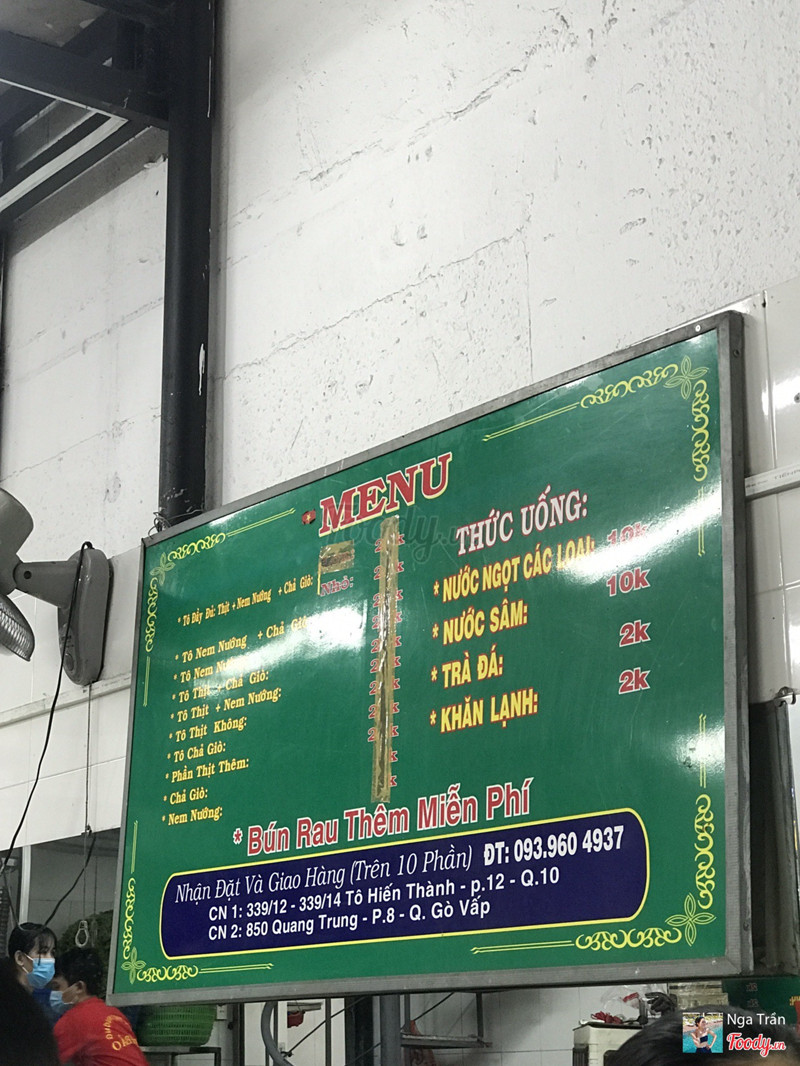 MENU
* Tô Đầy Đủ: Thịt + Nem Nướng + Chả Giò:
Nhỏ:
* Tô Nem Nướng + Chả Giò:
* Tô Nem Nướng:
* Tô Thịt + Chả Giò:
* Tô Thịt + Nem Nướng:
* Tô Thịt Không:
* Tô Chả Giò:
* Phần Thịt Thêm:
* Chả Giò:
* Nem Nướng:
THỨC UỐNG:
* NƯỚC NGỌT CÁC LOẠI: 10k
* NƯỚC SÂM: 10k
* TRÀ ĐÁ: 2k
* KHĂN LẠNH: 2k
* Bún Rau Thêm Miễn Phí
Nhận Đặt Và Giao Hàng (Trên 10 Phần) ĐT: 093.960 4937
CN 1: 339/12 - 339/14 Tô Hiến Thành - p.12 - Q.10
CN 2: 850 Quang Trung - P.8 - Q. Gò Vấp
Nga Trần
Foody.vn